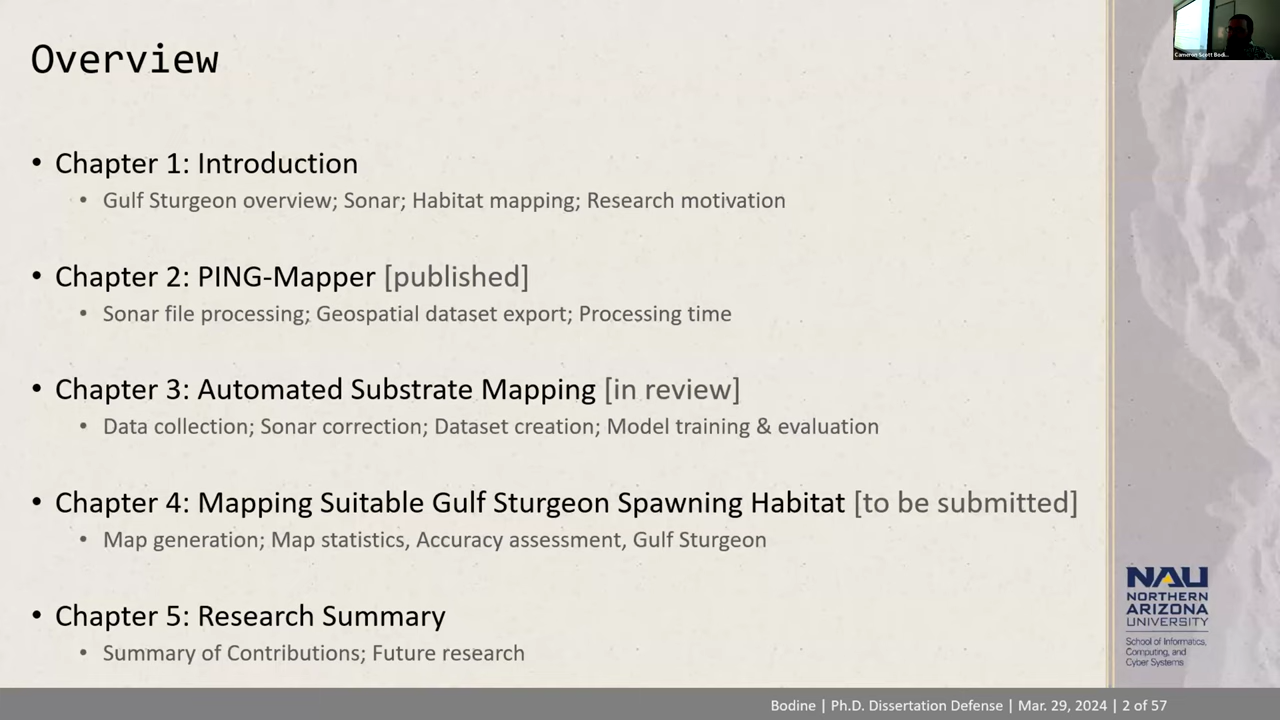 Overview
Cameron Scott Bodi...
• Chapter 1: Introduction
• Gulf Sturgeon overview; Sonar; Habitat mapping; Research motivation
• Chapter 2: PING-Mapper [published]
• Sonar file processing; Geospatial dataset export; Processing time
• Chapter 3: Automated Substrate Mapping [in review]
• Data collection; Sonar correction; Dataset creation; Model training & evaluation
• Chapter 4: Mapping Suitable Gulf Sturgeon Spawning Habitat [to be submitted]
• Map generation; Map statistics, Accuracy assessment, Gulf Sturgeon
• Chapter 5: Research Summary
• Summary of Contributions; Future research
NAU
NORTHERN
ARIZONA
UNIVERSITY
School of Informatics,
Computing, and
Cyber Systems
Bodine | Ph.D. Dissertation Defense | Mar. 29, 2024 | 2 of 57